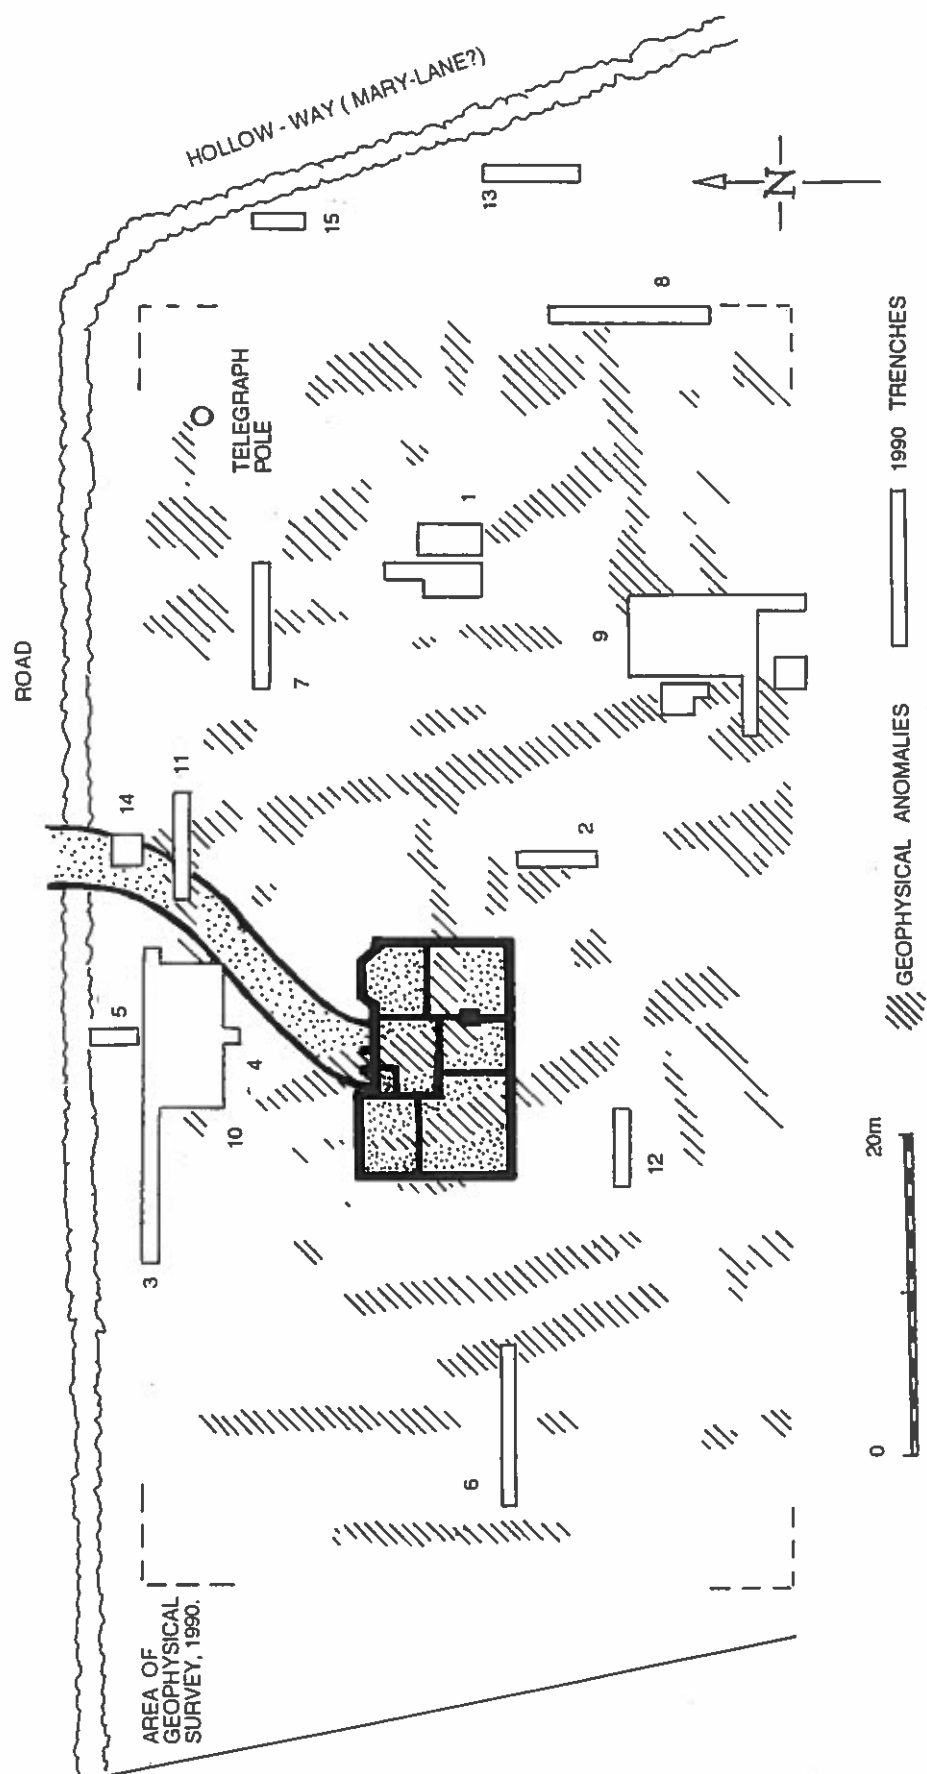 ROAD
HOLLOW - WAY ( MARY-LANE?)
AREA OF
GEOPHYSICAL
SURVEY, 1990.
TELEGRAPH
POLE
3
5
10
4
14
11
7
15
13
1
8
9
2
12
6
N
0
20m
GEOPHYSICAL ANOMALIES
1990 TRENCHES